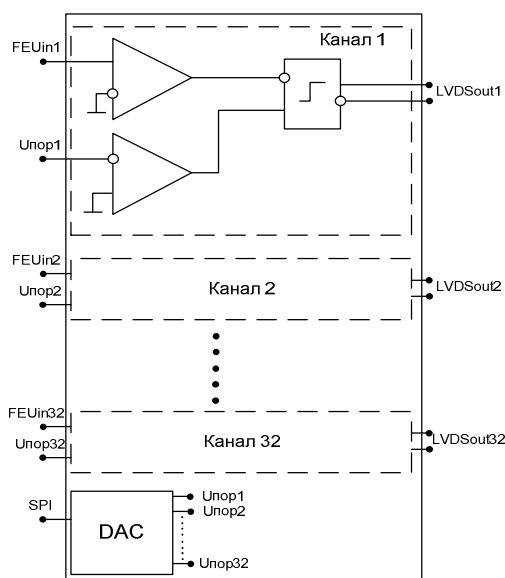 Канал 1
FEUin1
LVDSout1
Uпор1
FEUin2
Канал 2
LVDSout2
Uпор2
FEUin32
Канал 32
LVDSout32
Uпор32
SPI
DAC
Uпор1
Uпор2
Uпор32